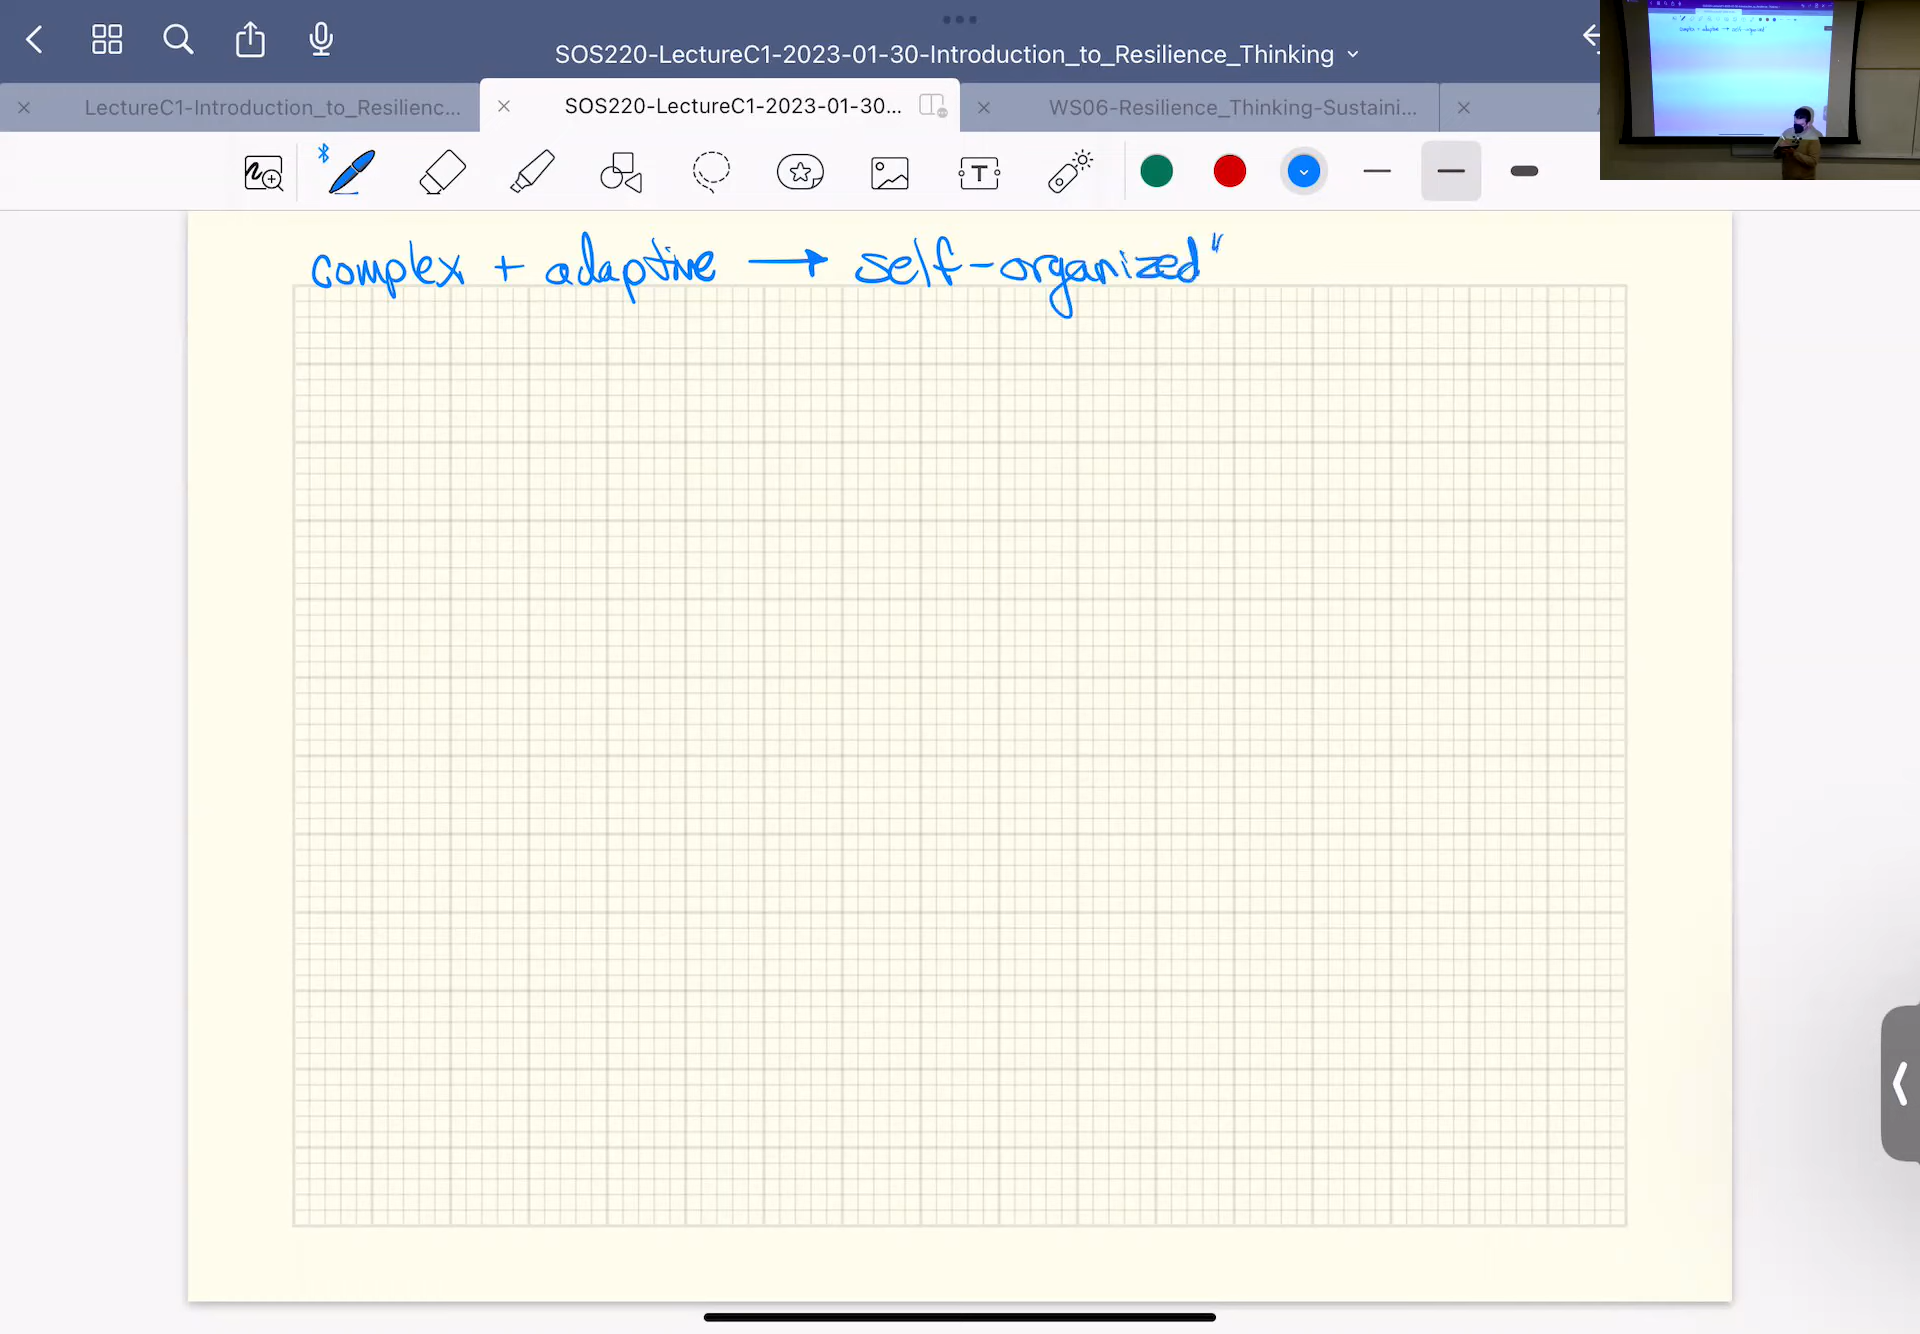 SOS220-LectureC1-2023-01-30-Introduction_to_Resilience_Thinking
LectureC1-Introduction_to_Resilienc...
SOS220-LectureC1-2023-01-30...
WS06-Resilience_Thinking-Sustaini...
T
complex + adaptive → self-organized"